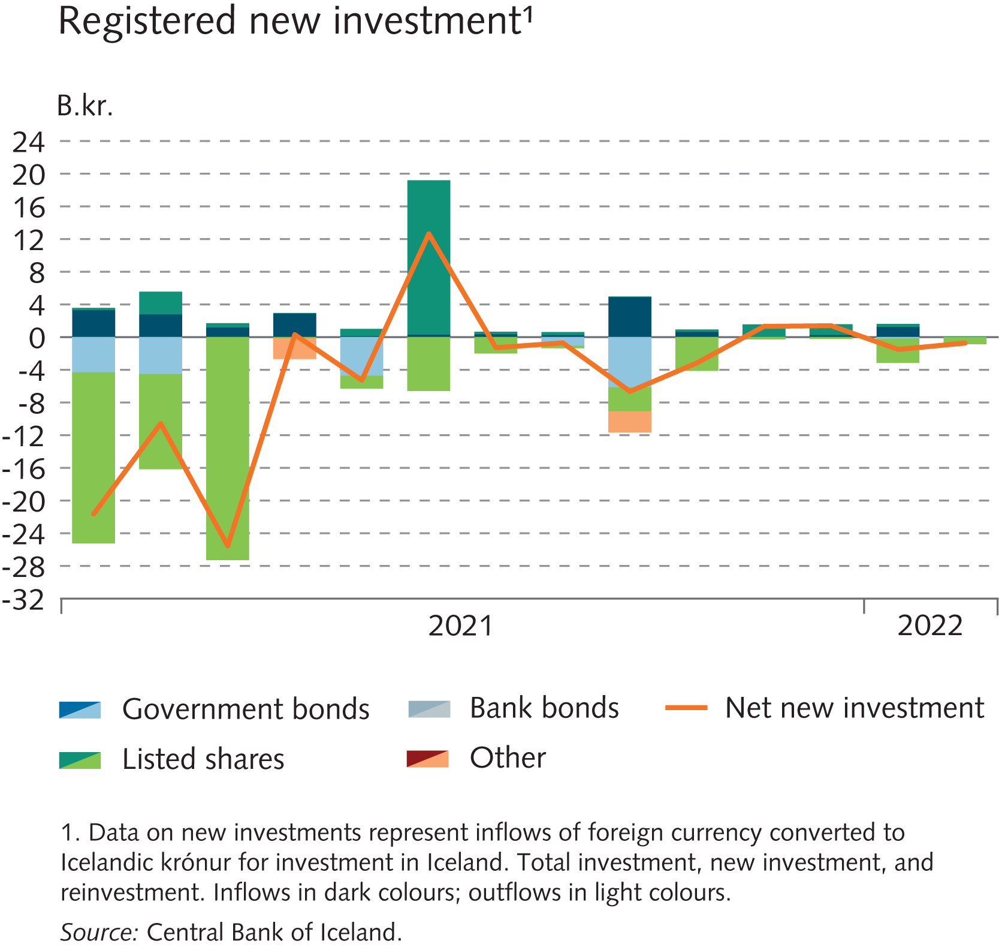 Registered new investment¹
B.kr.
24
20
16
12
8
4
0
-4
-8
-12
-16
-20
-24
-28
-32
2021 2022
Government bonds Bank bonds Net new investment
Listed shares Other
1. Data on new investments represent inflows of foreign currency converted to
Icelandic krónur for investment in Iceland. Total investment, new investment, and
reinvestment. Inflows in dark colours; outflows in light colours.
Source: Central Bank of Iceland.